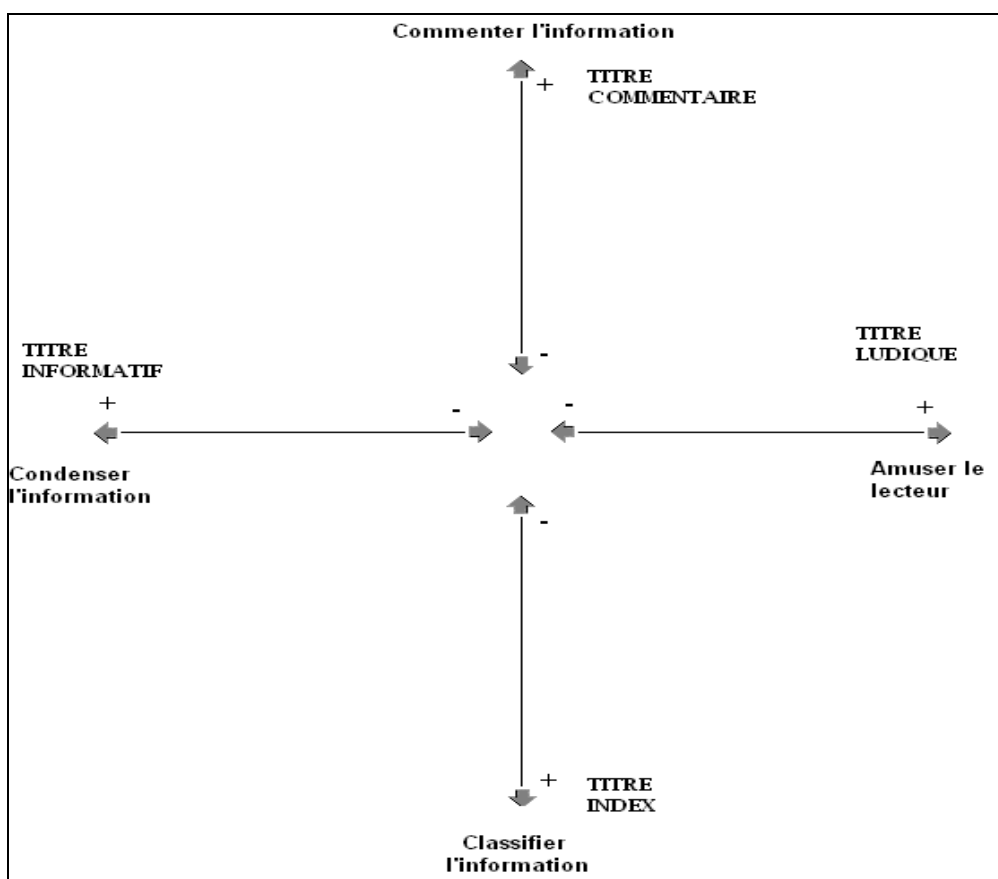 Commenter l'information
+
TITRE
COMMENTAIRE
-
TITRE
INFORMATIF
+
-
Condenser
l'information
TITRE
LUDIQUE
-
+
Amuser le
lecteur
-
+
TITRE
INDEX
Classifier
l'information